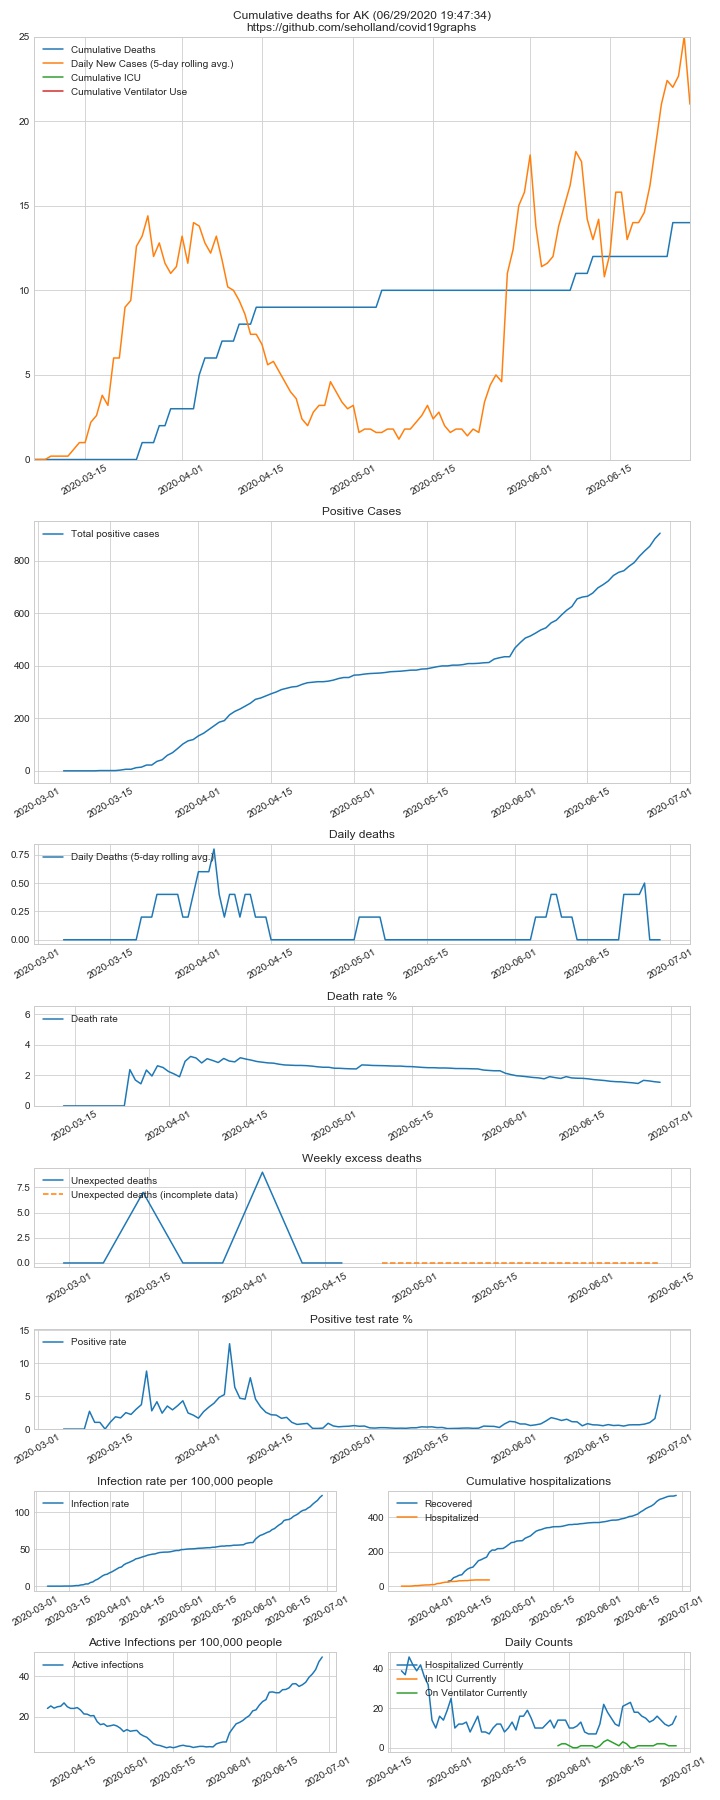 Cumulative deaths for AK (06/29/2020 19:47:34)
https://github.com/seholland/covid19graphs
25
Cumulative Deaths
Daily New Cases (5-day rolling avg.)
Cumulative ICU
Cumulative Ventilator Use
20
15
10
5
0
2020-03-15 2020-04-01 2020-04-15 2020-05-01 2020-05-15 2020-06-01 2020-06-15
Positive Cases
Total positive cases
800
600
400
200
0
2020-03-01 2020-03-15 2020-04-01 2020-04-15 2020-05-01 2020-05-15 2020-06-01 2020-06-15 2020-07-01
Daily deaths
Daily Deaths (5-day rolling avg.)
0.75
0.50
0.25
0.00
2020-03-01 2020-03-15 2020-04-01 2020-04-15 2020-05-01 2020-05-15 2020-06-01 2020-06-15 2020-07-01
Death rate %
Death rate
6
4
2
0
2020-03-15 2020-04-01 2020-04-15 2020-05-01 2020-05-15 2020-06-01 2020-06-15 2020-07-01
Weekly excess deaths
Unexpected deaths
Unexpected deaths (incomplete data)
7.5
5.0
2.5
0.0
2020-03-01 2020-03-15 2020-04-01 2020-04-15 2020-05-01 2020-05-15 2020-06-01 2020-06-15
Positive test rate %
Positive rate
15
10
5
0
2020-03-01 2020-03-15 2020-04-01 2020-04-15 2020-05-01 2020-05-15 2020-06-01 2020-06-15 2020-07-01
Infection rate per 100,000 people
Infection rate
100
50
0
2020-03-01 2020-03-15 2020-04-01 2020-04-15 2020-05-01 2020-05-15 2020-06-01 2020-06-15 2020-07-01
Cumulative hospitalizations
Recovered
Hospitalized
400
200
0
2020-04-01 2020-04-15 2020-05-01 2020-05-15 2020-06-01 2020-06-15 2020-07-01
Active Infections per 100,000 people
Active infections
40
20
2020-04-15 2020-05-01 2020-05-15 2020-06-01 2020-06-15 2020-07-01
Daily Counts
Hospitalized Currently
In ICU Currently
On Ventilator Currently
40
20
0
2020-04-15 2020-05-01 2020-05-15 2020-06-01 2020-06-15 2020-07-01